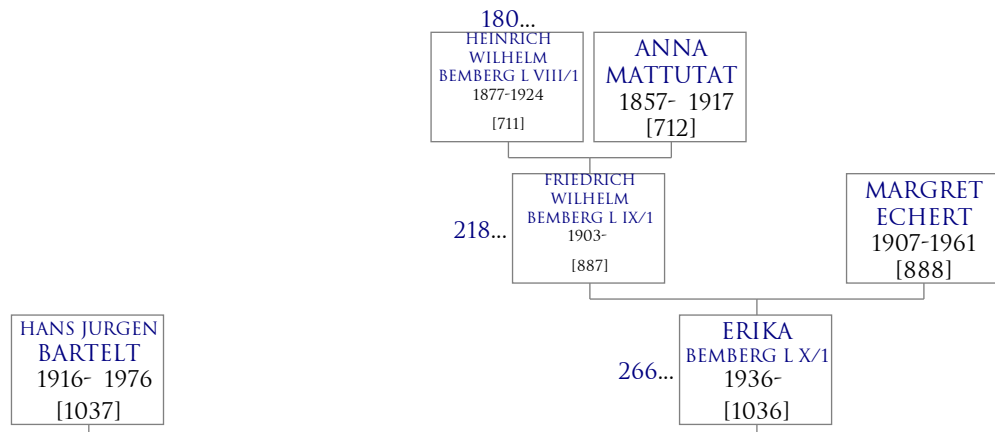 180...
HEINRICH
WILHELM
BEMBERG L VIII/1
1877-1924
[711]
ANNA
MATTUTAT
1857- 1917
[712]
218...
FRIEDRICH
WILHELM
BEMBERG L IX/1
1903-
[887]
MARGRET
ECHERT
1907-1961
[888]
HANS JURGEN
BARTELT
1916- 1976
[1037]
266...
ERIKA
BEMBERG L X/1
1936-
[1036]